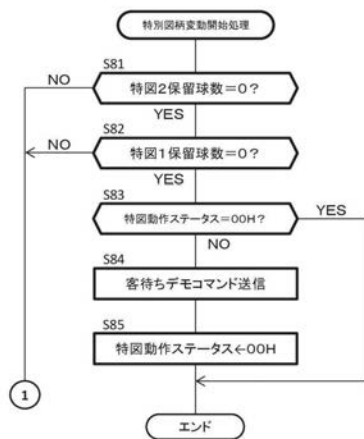 特別図柄変動開始処理
S81
NO
特図2保留球数=0?
YES
S82
NO
特図1保留球数=0?
YES
S83
特図動作ステータス=00H?
YES
NO
S84
客待ちデモコマンド送信
S85
特図動作ステータス←00H
1
エンド